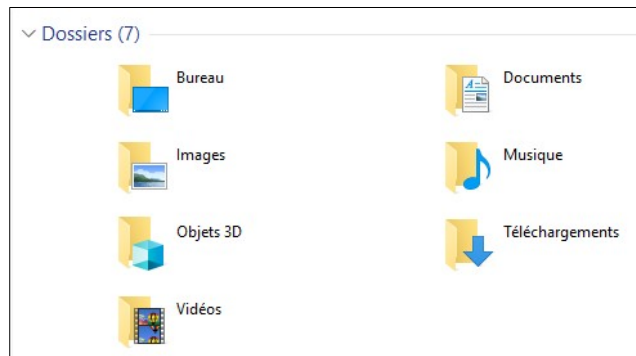 Dossiers (7)
Bureau
Documents
Images
Musique
Objets 3D
Téléchargements
Vidéos